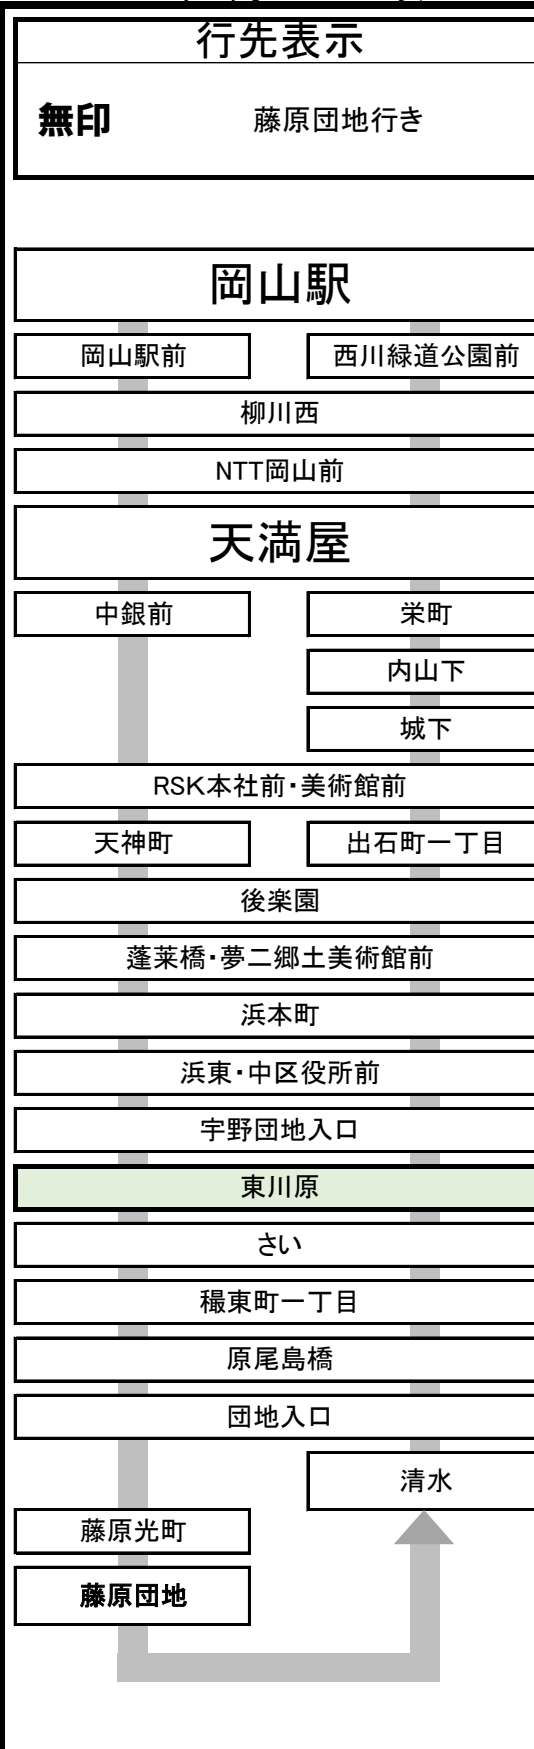 行先表示
無印 藤原団地行き
岡山駅
岡山駅前 西川緑道公園前
柳川西
NTT岡山前
天満屋
中銀前 栄町
内山下
城下
RSK本社前・美術館前
天神町 出石町一丁目
後楽園
蓬莱橋・夢二郷土美術館前
浜本町
浜東・中区役所前
宇野団地入口
東川原
さい
穝東町一丁目
原尾島橋
団地入口
清水
藤原光町
藤原団地